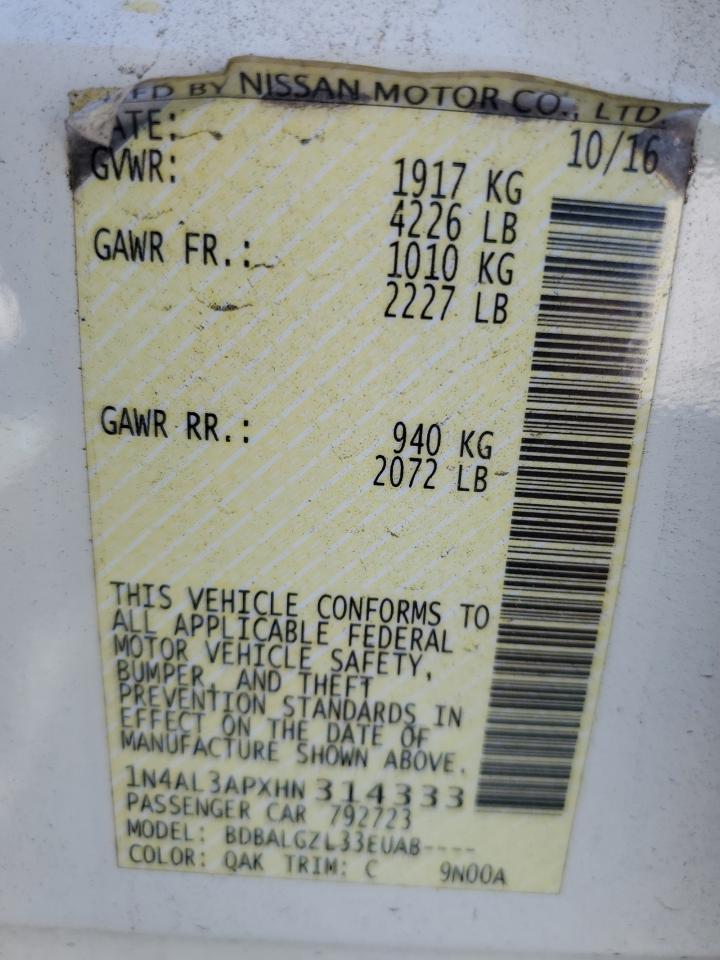 BY NISSAN MOTOR CO., LTD.
ATE: 10/16
GVWR: 1917 KG
4226 LB
GAWR FR.: 1010 KG
2227 LB
GAWR RR.: 940 KG
2072 LB
THIS VEHICLE CONFORMS TO
ALL APPLICABLE FEDERAL
MOTOR VEHICLE SAFETY,
BUMPER, AND THEFT
PREVENTION STANDARDS IN
EFFECT ON THE DATE OF
MANUFACTURE SHOWN ABOVE.
1N4AL3APXHN314333
PASSENGER CAR 792723
MODEL: BDBALGZL33EUAB----
COLOR: QAK TRIM: C 9N00A